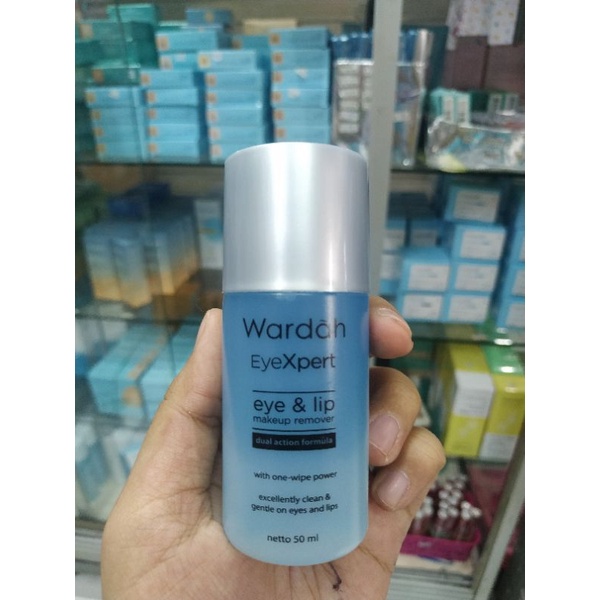 Wardah
EyeXpert
eye & lip
makeup remover
dual action formula
with one-wipe power
excellently clean &
gentle on eyes and lips
netto 50 ml